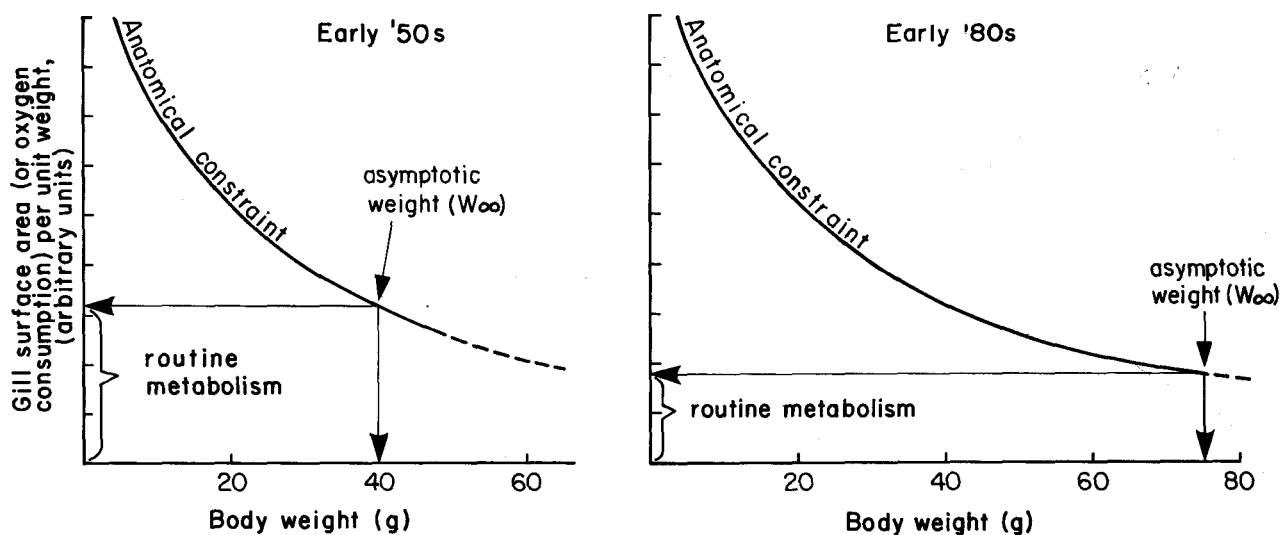 Early '50s
Gill surface area (or oxygen
consumption) per unit weight,
(arbitrary units)
Anatomical constraint
asymptotic
weight (W∞)
routine
metabolism
20
40
60
Body weight (g)
Early '80s
Anatomical constraint
asymptotic
weight (W∞)
routine metabolism
20
40
60
80
Body weight (g)